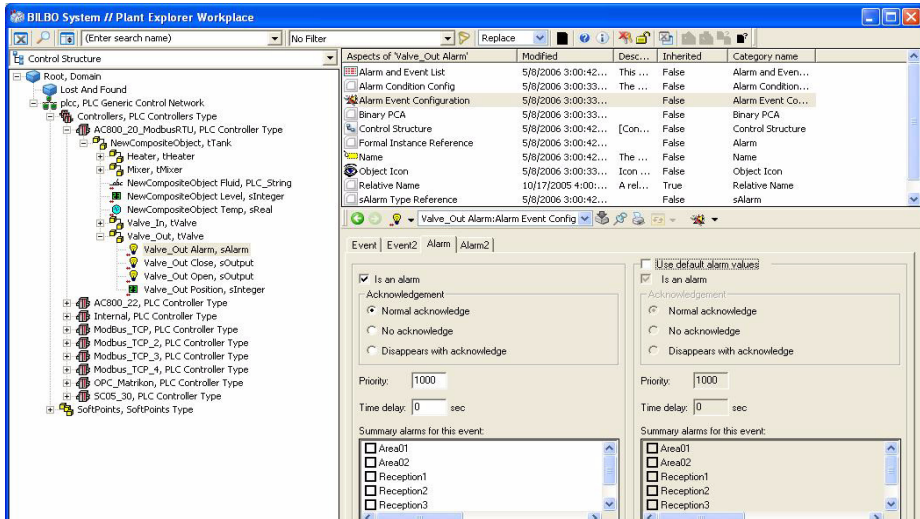 BILBO System // Plant Explorer Workplace
(Enter search name)
No Filter
Replace
Control Structure
Root, Domain
Lost And Found
plcc, PLC Generic Control Network
Controllers, PLC Controllers Type
AC800_20_ModbusRTU, PLC Controller Type
NewCompositeObject, tTank
Heater, tHeater
Mixer, tMixer
NewCompositeObject Fluid, PLC_String
NewCompositeObject Level, sInteger
NewCompositeObject Temp, sReal
Valve_In, tValve
Valve_Out, tValve
Valve_Out Alarm, sAlarm
Valve_Out Close, sOutput
Valve_Out Open, sOutput
Valve_Out Position, sInteger
AC800_22, PLC Controller Type
Internal, PLC Controller Type
ModBus_TCP, PLC Controller Type
Modbus_TCP_2, PLC Controller Type
Modbus_TCP_3, PLC Controller Type
Modbus_TCP_4, PLC Controller Type
OPC_Matrikon, PLC Controller Type
SC05_30, PLC Controller Type
SoftPoints, SoftPoints Type
Aspects of 'Valve_Out Alarm' Modified Desc... Inherited Category name
Alarm and Event List 5/8/2006 3:00:42... This ... False Alarm and Even...
Alarm Condition Config 5/8/2006 3:00:33... The ... False Alarm Condition...
Alarm Event Configuration 5/8/2006 3:00:33... False Alarm Event Co...
Binary PCA 5/8/2006 3:00:33... False Binary PCA
Control Structure 5/8/2006 3:00:42... [Con... False Control Structure
Formal Instance Reference 5/8/2006 3:00:42... False Alarm
Name 5/8/2006 3:00:42... The ... False Name
Object Icon 5/8/2006 3:00:33... Icon ... False Object Icon
Relative Name 10/17/2005 4:00:... A rel... True Relative Name
sAlarm Type Reference 5/8/2006 3:00:42... False sAlarm
Valve_Out Alarm:Alarm Event Config
Event Event2 Alarm Alarm2
Is an alarm
Acknowledgement
Normal acknowledge
No acknowledge
Disappears with acknowledge
Priority: 1000
Time delay: 0 sec
Summary alarms for this event:
Area01
Area02
Reception1
Reception2
Reception3
Use default alarm values
Is an alarm
Acknowledgement
Normal acknowledge
No acknowledge
Disappears with acknowledge
Priority: 1000
Time delay: 0 sec
Summary alarms for this event:
Area01
Area02
Reception1
Reception2
Reception3